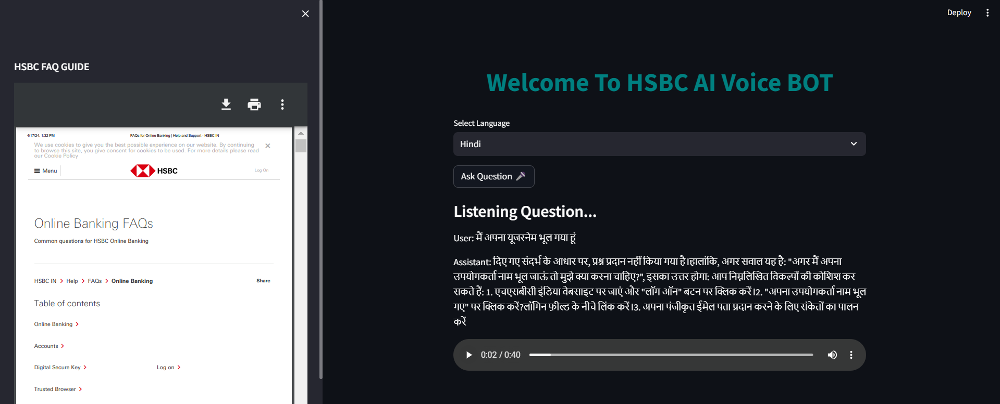 HSBC FAQ GUIDE
4/17/24, 1:32 PM
FAQs for Online Banking | Help and Support - HSBC IN
We use cookies to give you the best possible experience on our website. By continuing
to browse this site, you give consent for cookies to be used. For more details please read
our Cookie Policy
Menu
HSBC
Log On
Online Banking FAQs
Common questions for HSBC Online Banking
HSBC IN > Help > FAQs > Online Banking
Share
Table of contents
Online Banking >
Accounts >
Digital Secure Key >
Log on >
Trusted Browser >
Deploy
Welcome To HSBC AI Voice BOT
Select Language
Hindi
Ask Question
Listening Question...
User: मैं अपना यूजरनेम भूल गया हूं
Assistant: दिए गए संदर्भ के आधार पर, प्रश्न प्रदान नहीं किया गया है।हालांकि, अगर सवाल यह है: "अगर मैं अपना
उपयोगकर्ता नाम भूल जाऊं तो मुझे क्या करना चाहिए?", इसका उत्तर होगा: आप निम्नलिखित विकल्पों की कोशिश कर
सकते हैं: 1. एचएसबीसी इंडिया वेबसाइट पर जाएं और "लॉग ऑन" बटन पर क्लिक करें।2. "अपना उपयोगकर्ता नाम भूल
गए" पर क्लिक करें?लॉगिन फ़ील्ड के नीचे लिंक करें।3. अपना पंजीकृत ईमेल पता प्रदान करने के लिए संकेतों का पालन
करें
0:02 / 0:40